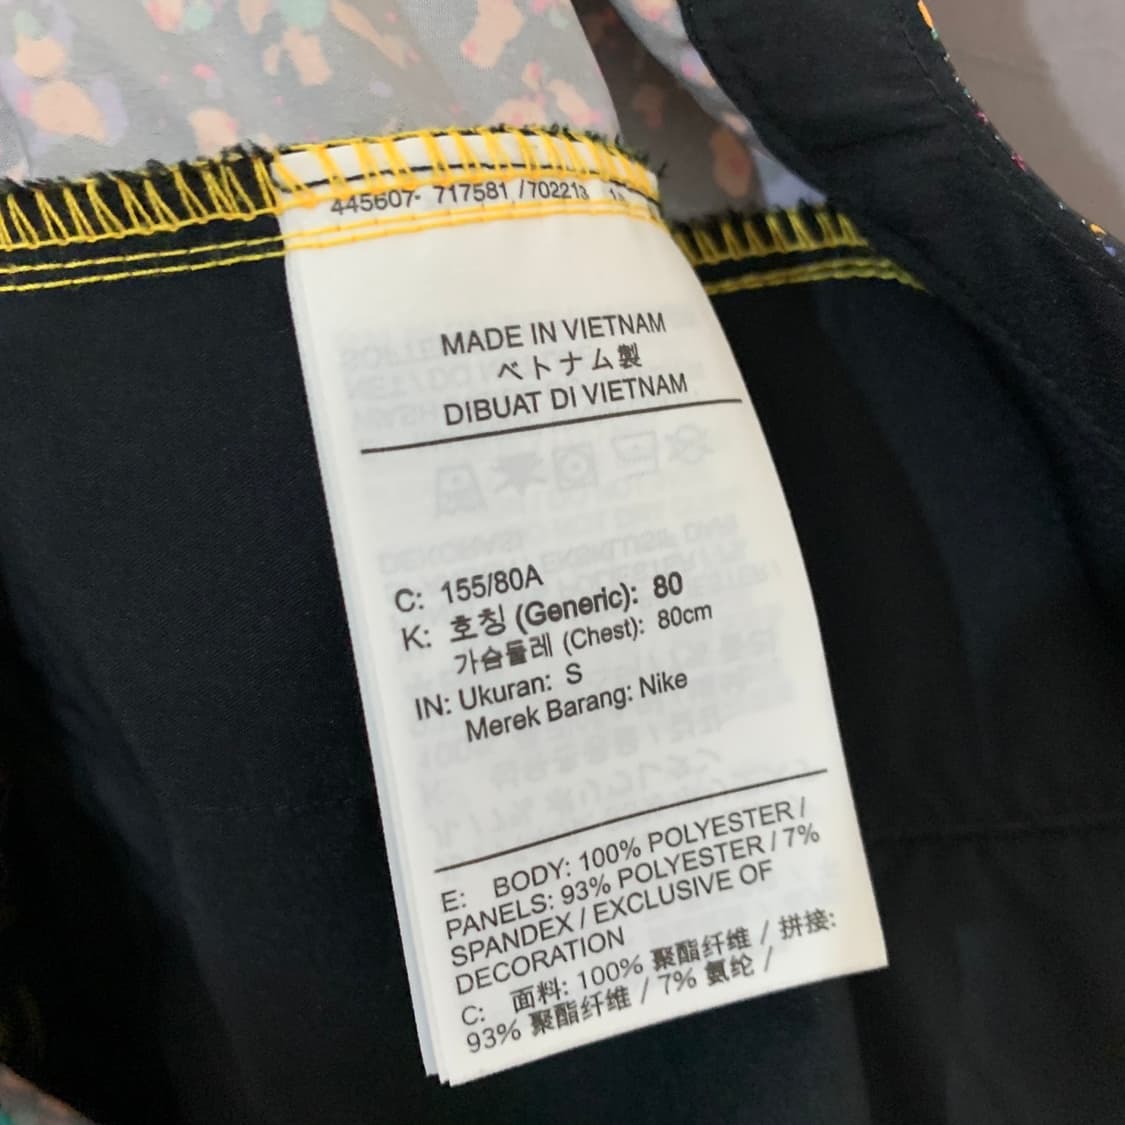 445607- 717581 /702213
MADE IN VIETNAM
ベトナム製
DIBUAT DI VIETNAM
C: 155/80A
K: 호칭 (Generic): 80
가슴둘레 (Chest): 80cm
IN: Ukuran: S
Merek Barang: Nike
E: BODY: 100% POLYESTER /
PANELS: 93% POLYESTER / 7%
SPANDEX / EXCLUSIVE OF
DECORATION
C: 面料: 100% 聚酯纤维 / 拼接:
93% 聚酯纤维 / 7% 氨纶 /